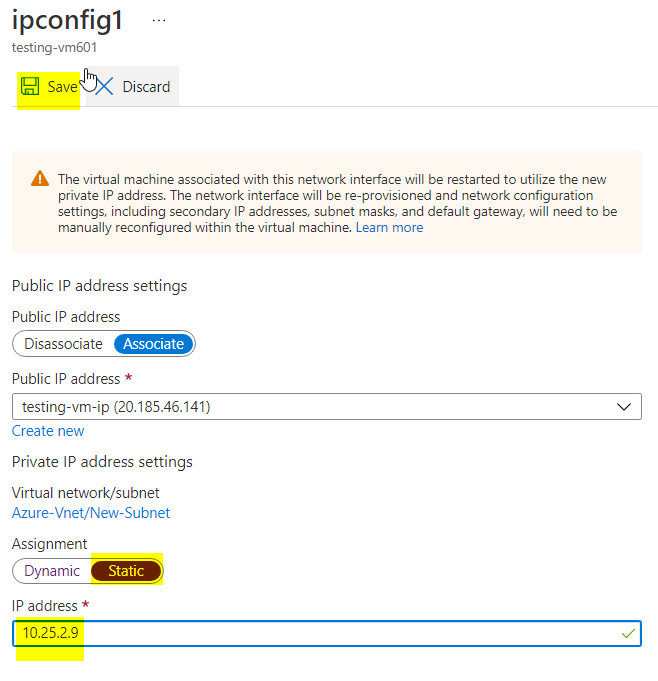 ipconfig1 ...
testing-vm601
Save Discard
The virtual machine associated with this network interface will be restarted to utilize the new
private IP address. The network interface will be re-provisioned and network configuration
settings, including secondary IP addresses, subnet masks, and default gateway, will need to be
manually reconfigured within the virtual machine. Learn more
Public IP address settings
Public IP address
Disassociate Associate
Public IP address *
testing-vm-ip (20.185.46.141)
Create new
Private IP address settings
Virtual network/subnet
Azure-Vnet/New-Subnet
Assignment
Dynamic Static
IP address *
10.25.2.9